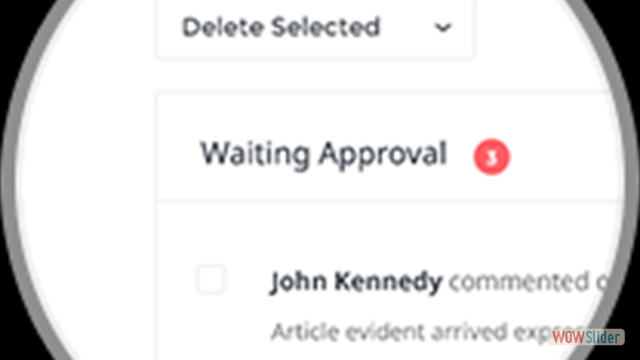 Delete Selected
Waiting Approval 3
John Kennedy commented
Article evident arrived
WOWSlider